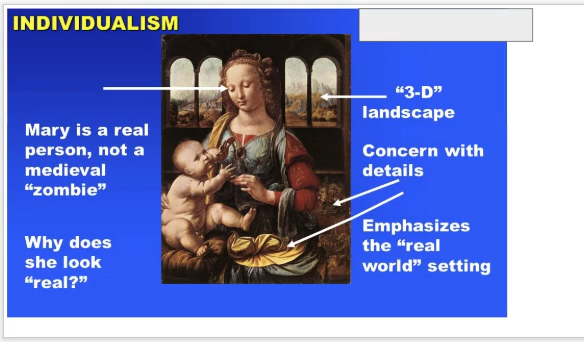 INDIVIDUALISM
Mary is a real
person, not a
medieval
“zombie”
Why does
she look
“real?”
“3-D”
landscape
Concern with
details
Emphasizes
the “real
world” setting